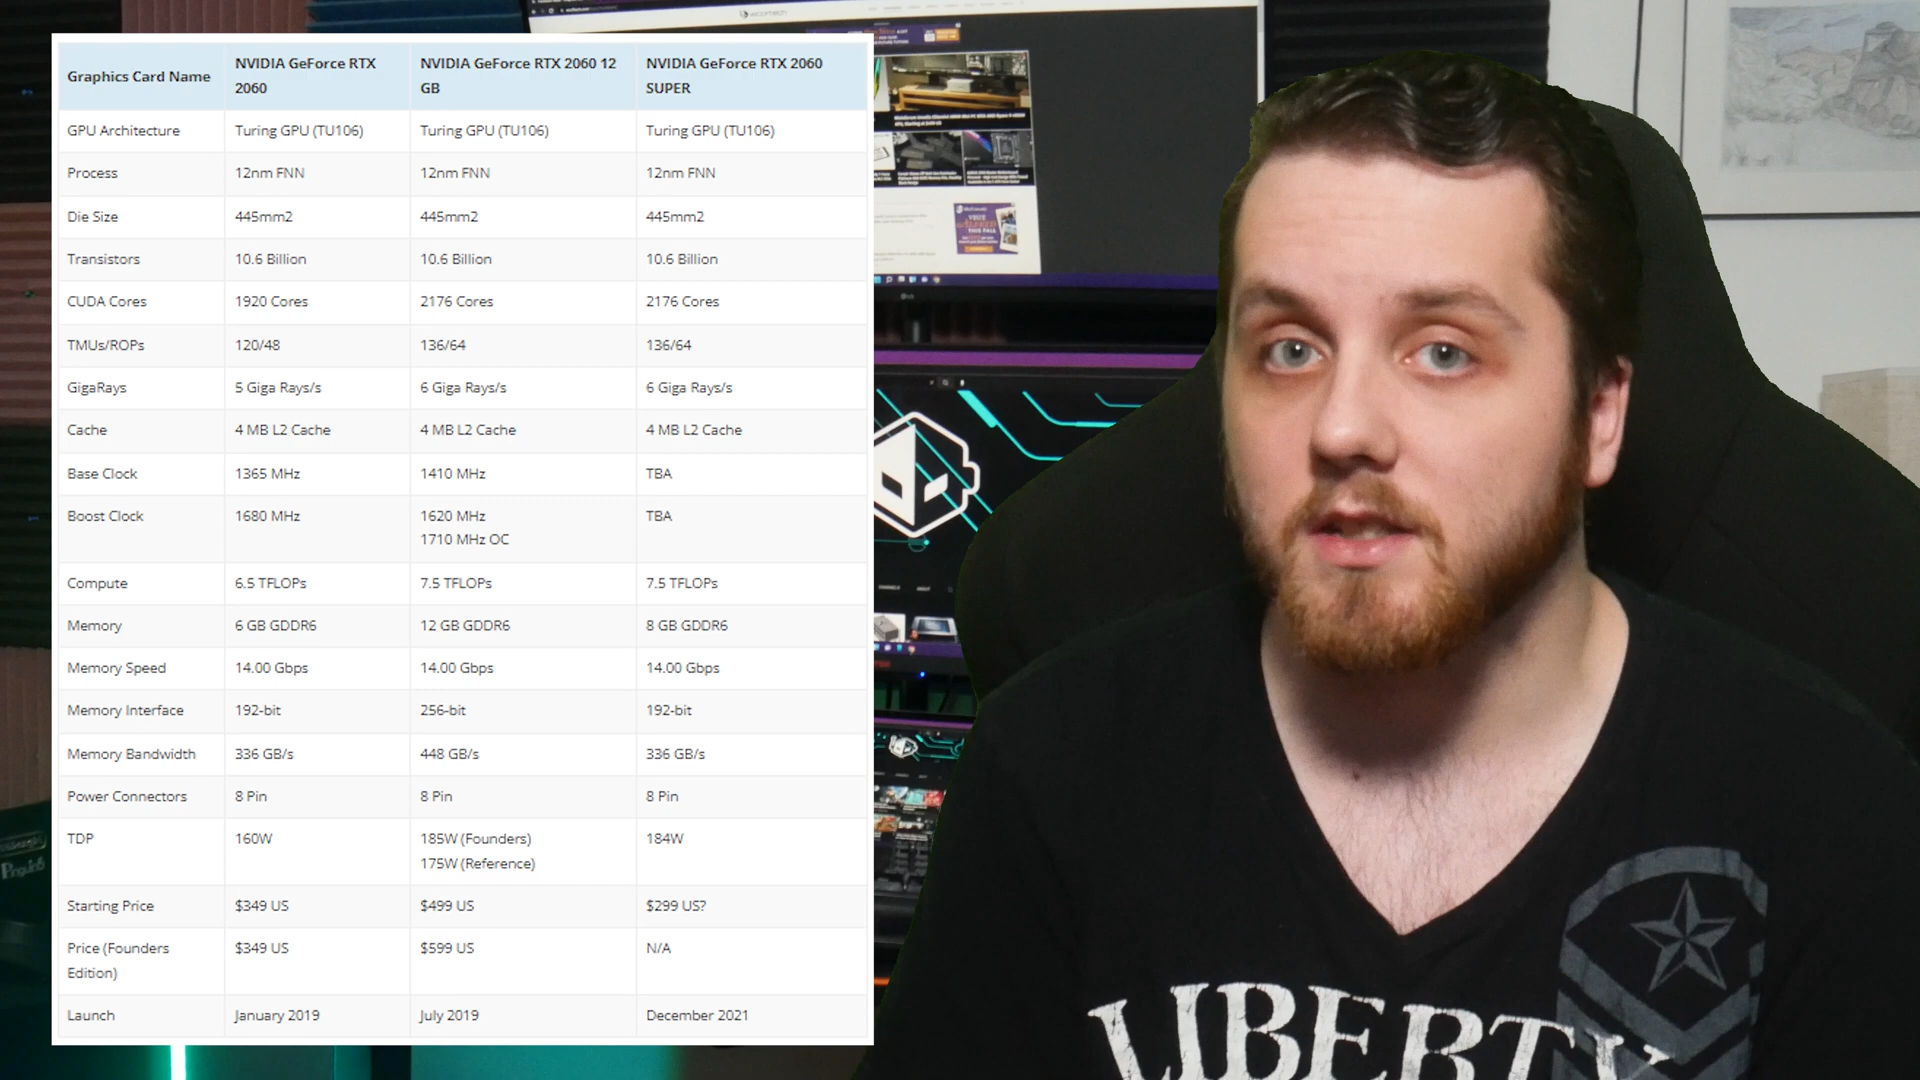 Graphics Card Name
NVIDIA GeForce RTX
2060
NVIDIA GeForce RTX 2060 12
GB
NVIDIA GeForce RTX 2060
SUPER
GPU Architecture
Turing GPU (TU106)
Turing GPU (TU106)
Turing GPU (TU106)
Process
12nm FNN
12nm FNN
12nm FNN
Die Size
445mm2
445mm2
445mm2
Transistors
10.6 Billion
10.6 Billion
10.6 Billion
CUDA Cores
1920 Cores
2176 Cores
2176 Cores
TMUs/ROPs
120/48
136/64
136/64
GigaRays
5 Giga Rays/s
6 Giga Rays/s
6 Giga Rays/s
Cache
4 MB L2 Cache
4 MB L2 Cache
4 MB L2 Cache
Base Clock
1365 MHz
1410 MHz
TBA
Boost Clock
1680 MHz
1620 MHz
1710 MHz OC
TBA
Compute
6.5 TFLOPs
7.5 TFLOPs
7.5 TFLOPs
Memory
6 GB GDDR6
12 GB GDDR6
8 GB GDDR6
Memory Speed
14.00 Gbps
14.00 Gbps
14.00 Gbps
Memory Interface
192-bit
256-bit
192-bit
Memory Bandwidth
336 GB/s
448 GB/s
336 GB/s
Power Connectors
8 Pin
8 Pin
8 Pin
TDP
160W
185W (Founders)
175W (Reference)
184W
Starting Price
$349 US
$499 US
$299 US?
Price (Founders
Edition)
$349 US
$599 US
N/A
Launch
January 2019
July 2019
December 2021
LIBERTY